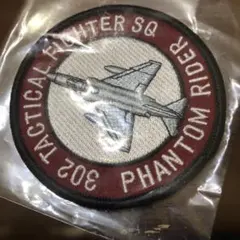 302 TACTICAL FIGHTER SQ
PHANTOM RIDER